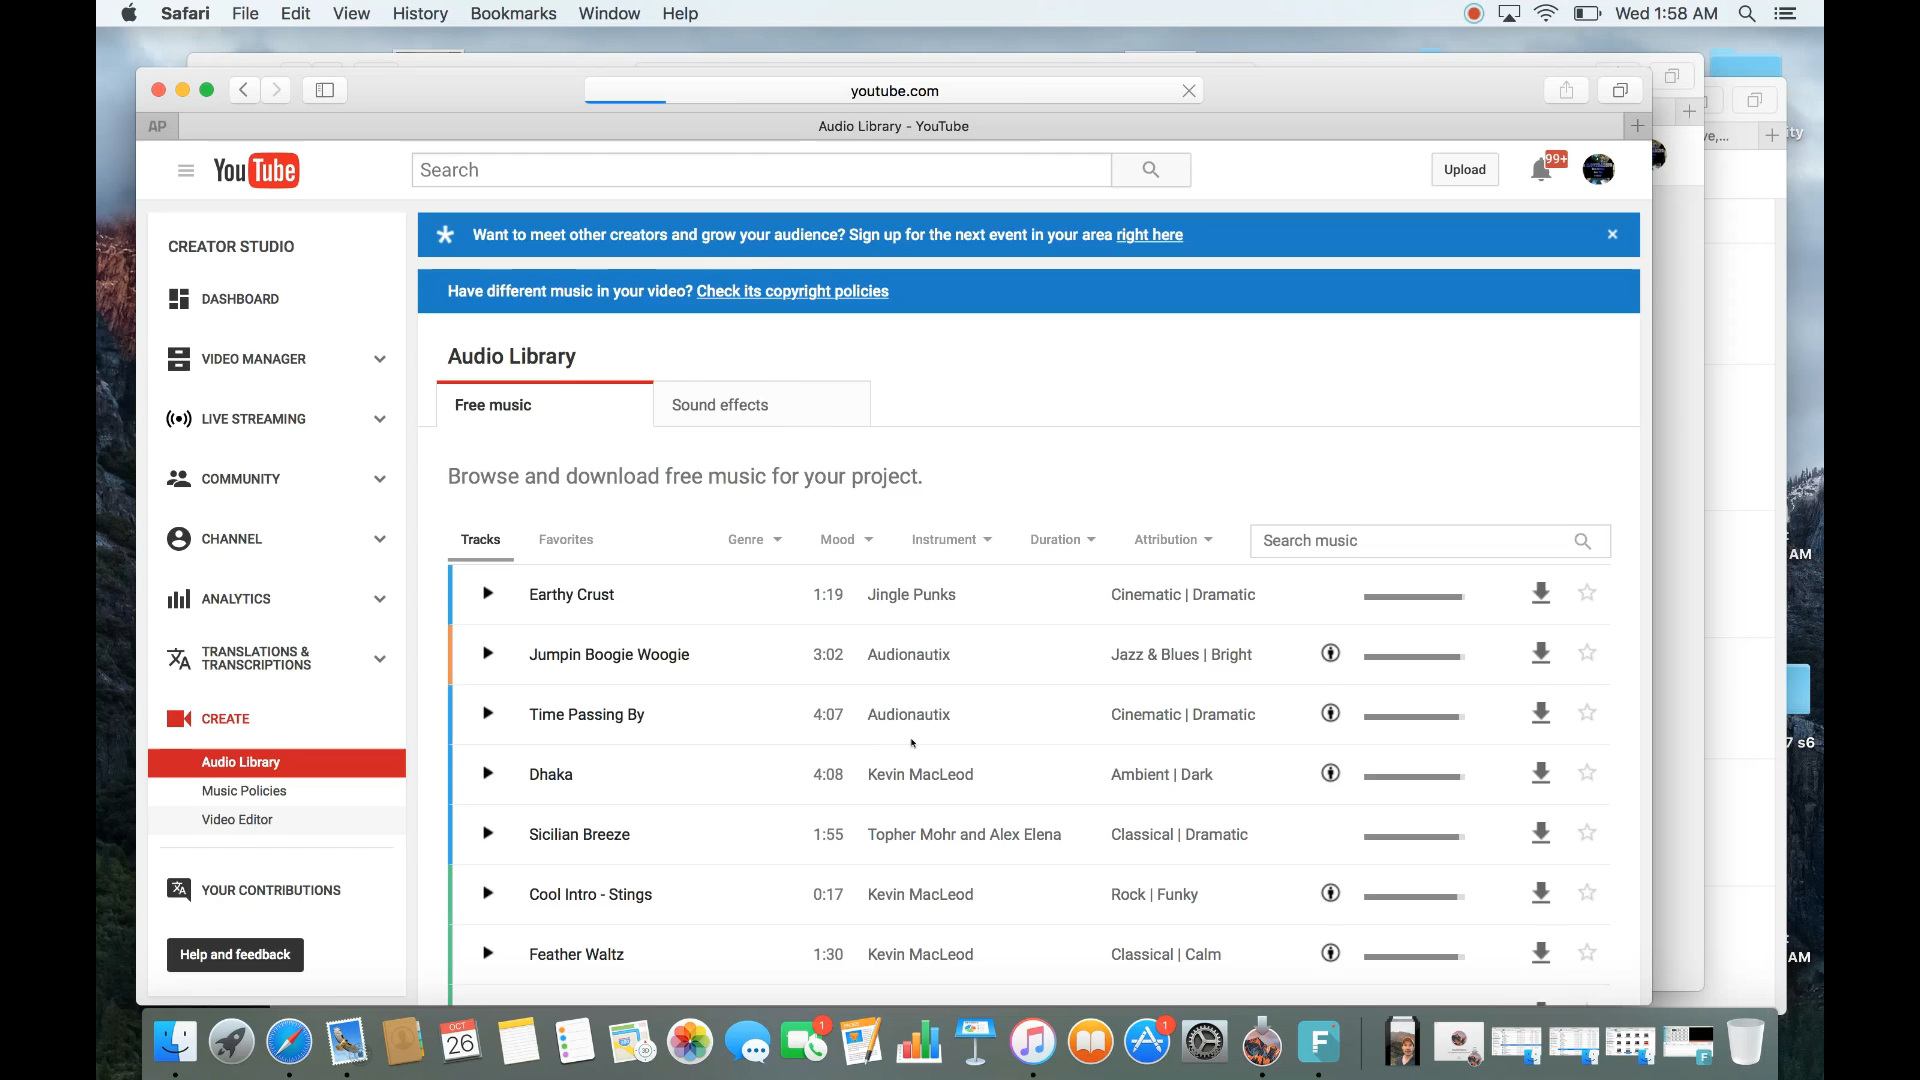 Safari File Edit View History Bookmarks Window Help Wed 1:58 AM
youtube.com
AP Audio Library - YouTube
YouTube Search Upload 99+
CREATOR STUDIO
DASHBOARD
VIDEO MANAGER
LIVE STREAMING
COMMUNITY
CHANNEL
ANALYTICS
TRANSLATIONS &
TRANSCRIPTIONS
CREATE
Audio Library
Music Policies
Video Editor
YOUR CONTRIBUTIONS
Help and feedback
Want to meet other creators and grow your audience? Sign up for the next event in your area right here
Have different music in your video? Check its copyright policies
Audio Library
Free music Sound effects
Browse and download free music for your project.
Tracks Favorites Genre Mood Instrument Duration Attribution Search music
Earthy Crust 1:19 Jingle Punks Cinematic | Dramatic
Jumpin Boogie Woogie 3:02 Audionautix Jazz & Blues | Bright
Time Passing By 4:07 Audionautix Cinematic | Dramatic
Dhaka 4:08 Kevin MacLeod Ambient | Dark
Sicilian Breeze 1:55 Topher Mohr and Alex Elena Classical | Dramatic
Cool Intro - Stings 0:17 Kevin MacLeod Rock | Funky
Feather Waltz 1:30 Kevin MacLeod Classical | Calm
AM
7 s6
AM
OCT
26
1
1
F